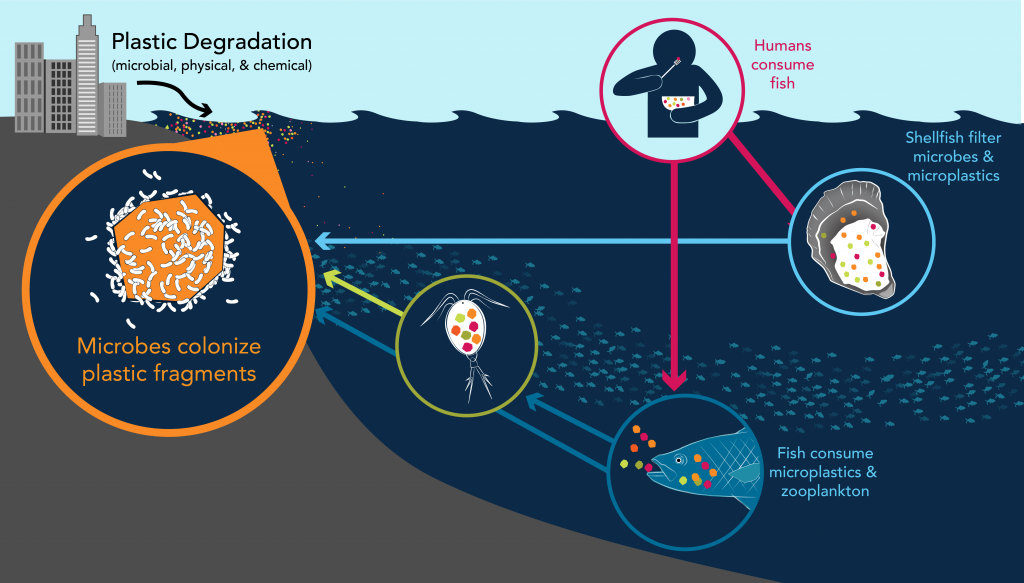 Plastic Degradation
(microbial, physical, & chemical)
Humans
consume
fish
Shellfish filter
microbes &
microplastics
Microbes colonize
plastic fragments
Fish consume
microplastics &
zooplankton